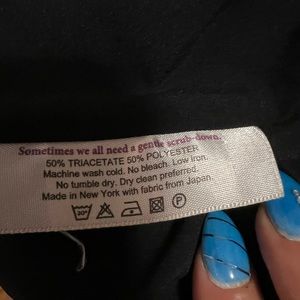 Sometimes we all need a gentle scrub-down.
50% TRIACETATE 50% POLYESTER
Machine wash cold. No bleach. Low Iron.
No tumble dry. Dry clean preferred.
Made in New York with fabric from Japan.